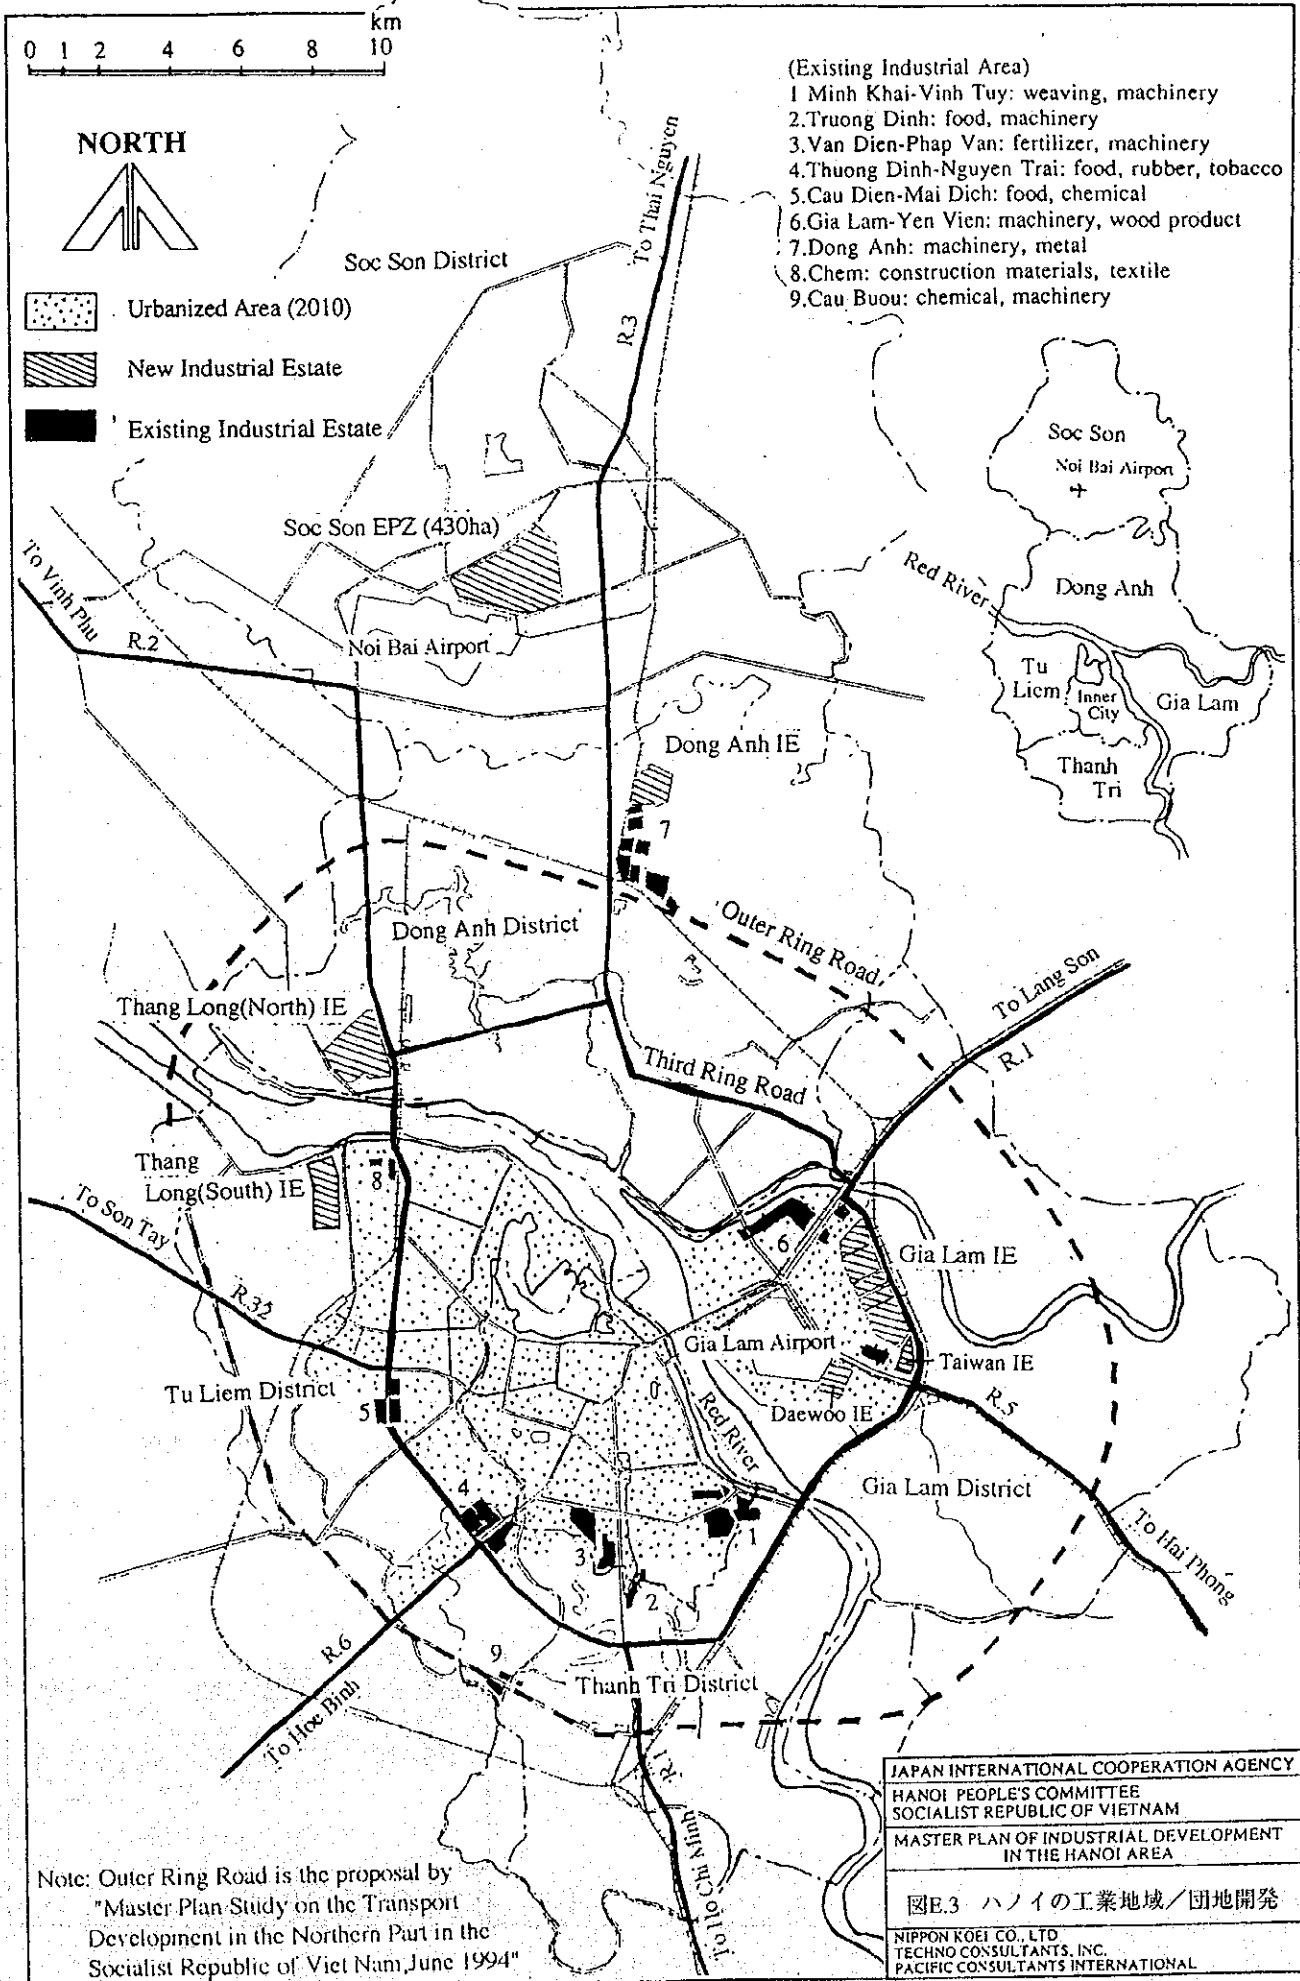 km
0 1 2 4 6 8 10
NORTH
Urbanized Area (2010)
New Industrial Estate
Existing Industrial Estate
(Existing Industrial Area)
1 Minh Khai-Vinh Tuy: weaving, machinery
2.Truong Dinh: food, machinery
3.Van Dien-Phap Van: fertilizer, machinery
4.Thuong Dinh-Nguyen Trai: food, rubber, tobacco
5.Cau Dien-Mai Dich: food, chemical
6.Gia Lam-Yen Vien: machinery, wood product
7.Dong Anh: machinery, metal
8.Chem: construction materials, textile
9.Cau Buou: chemical, machinery
To Thai Nguyen
Soc Son District
R.3
Soc Son
Noi Bai Airport
Red River
Dong Anh
Tu
Liem
Inner
City
Gia Lam
Thanh
Tri
Soc Son EPZ (430ha)
To Vinh Phu
R.2
Noi Bai Airport
Dong Anh IE
7
Outer Ring Road
Dong Anh District
To Lang Son
R.1
Thang Long(North) IE
Third Ring Road
Thang
Long(South) IE
8
To Son Tay
R.32
6
Gia Lam IE
Gia Lam Airport
Taiwan IE
Tu Liem District
5
Daewoo IE
R.5
Red River
Gia Lam District
4
3
1
2
To Hai Phong
R.6
To Hoc Binh
9
Thanh Tri District
R.1
To Ho Chi Minh
Note: Outer Ring Road is the proposal by
"Master Plan Study on the Transport
Development in the Northern Part in the
Socialist Republic of Viet Nam,June 1994"
JAPAN INTERNATIONAL COOPERATION AGENCY
HANOI PEOPLE'S COMMITTEE
SOCIALIST REPUBLIC OF VIETNAM
MASTER PLAN OF INDUSTRIAL DEVELOPMENT
IN THE HANOI AREA
図E.3 ハノイの工業地域／団地開発
NIPPON KOEI CO., LTD
TECHNO CONSULTANTS, INC.
PACIFIC CONSULTANTS INTERNATIONAL